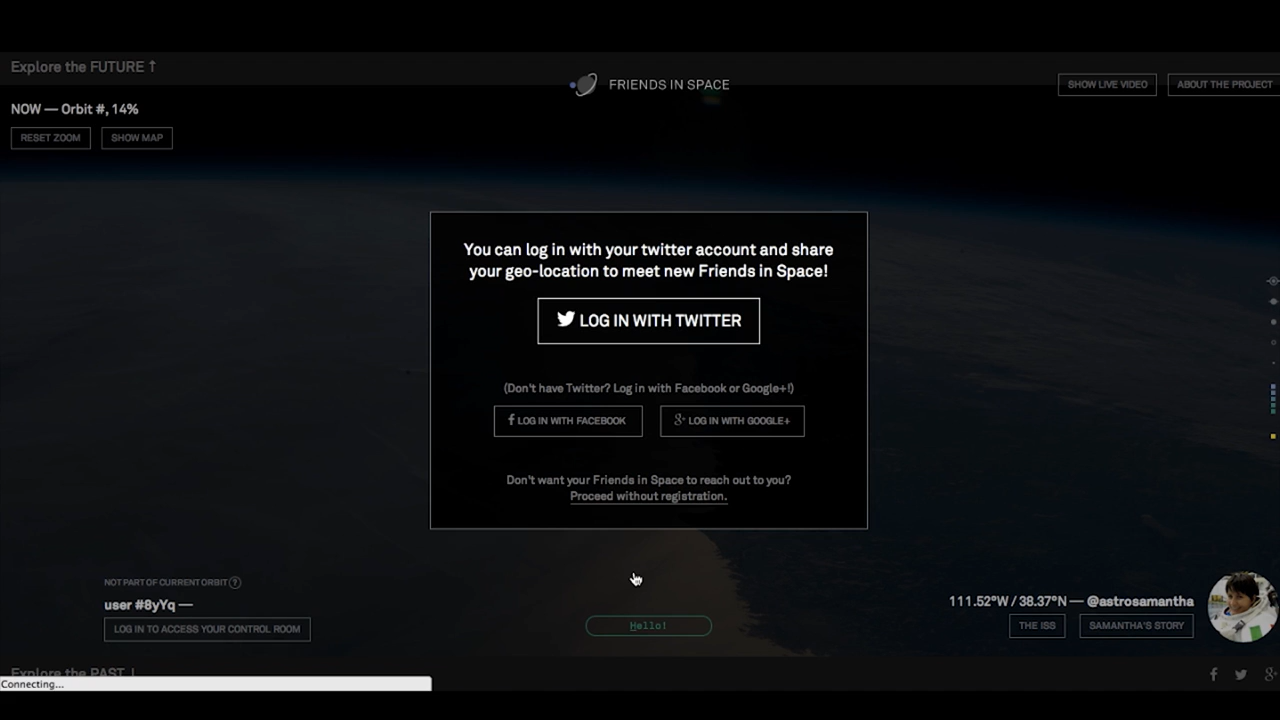 Explore the FUTURE ↑
FRIENDS IN SPACE
SHOW LIVE VIDEO
ABOUT THE PROJECT
NOW — Orbit #, 14%
RESET ZOOM
SHOW MAP
You can log in with your twitter account and share
your geo-location to meet new Friends in Space!
LOG IN WITH TWITTER
(Don't have Twitter? Log in with Facebook or Google+!)
LOG IN WITH FACEBOOK
LOG IN WITH GOOGLE+
Don't want your Friends in Space to reach out to you?
Proceed without registration.
NOT PART OF CURRENT ORBIT ?
user #8yYq —
LOG IN TO ACCESS YOUR CONTROL ROOM
Hello!
111.52°W / 38.37°N — @astrosamantha
THE ISS
SAMANTHA'S STORY
Explore the PAST ↓
Connecting...